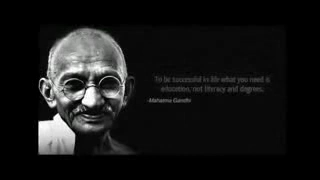 To be successful in life what you need is
education, not literacy and degrees.
-Mahatma Gandhi